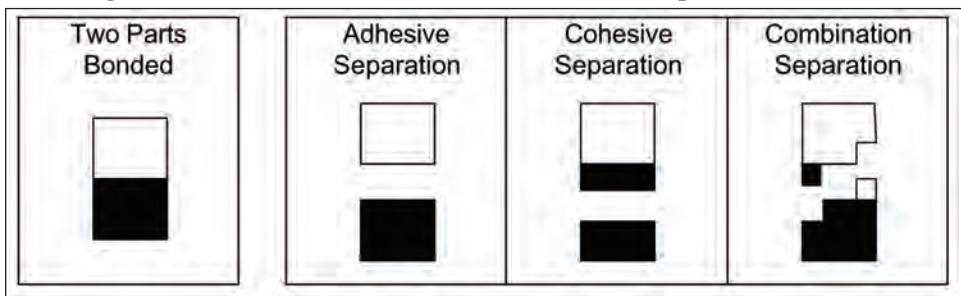 Two Parts
Bonded
Adhesive
Separation
Cohesive
Separation
Combination
Separation